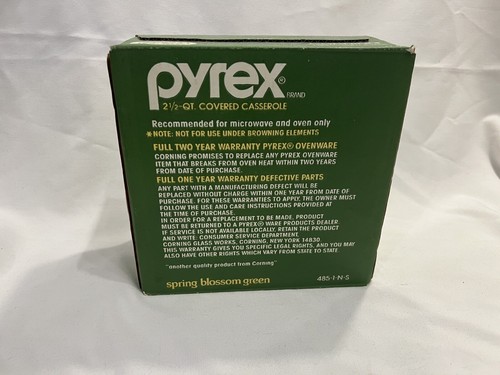 pyrex® BRAND
2½-QT. COVERED CASSEROLE
Recommended for microwave and oven only
*NOTE: NOT FOR USE UNDER BROWNING ELEMENTS
FULL TWO YEAR WARRANTY PYREX® OVENWARE
CORNING PROMISES TO REPLACE ANY PYREX OVENWARE
ITEM THAT BREAKS FROM OVEN HEAT WITHIN TWO YEARS
FROM DATE OF PURCHASE.
FULL ONE YEAR WARRANTY DEFECTIVE PARTS
ANY PART WITH A MANUFACTURING DEFECT WILL BE
REPLACED WITHOUT CHARGE WITHIN ONE YEAR FROM DATE OF
PURCHASE. FOR THESE WARRANTIES TO APPLY, THE OWNER MUST
FOLLOW THE USE AND CARE INSTRUCTIONS PROVIDED AT
THE TIME OF PURCHASE.
IN ORDER FOR A REPLACEMENT TO BE MADE, PRODUCT
MUST BE RETURNED TO A PYREX® WARE PRODUCTS DEALER.
IF SERVICE IS NOT AVAILABLE LOCALLY, RETAIN THE PRODUCT
AND WRITE: CONSUMER SERVICE DEPARTMENT,
CORNING GLASS WORKS, CORNING, NEW YORK 14830.
THIS WARRANTY GIVES YOU SPECIFIC LEGAL RIGHTS, AND YOU MAY
ALSO HAVE OTHER RIGHTS WHICH VARY FROM STATE TO STATE
"another quality product from Corning"
spring blossom green
485-1-N-S